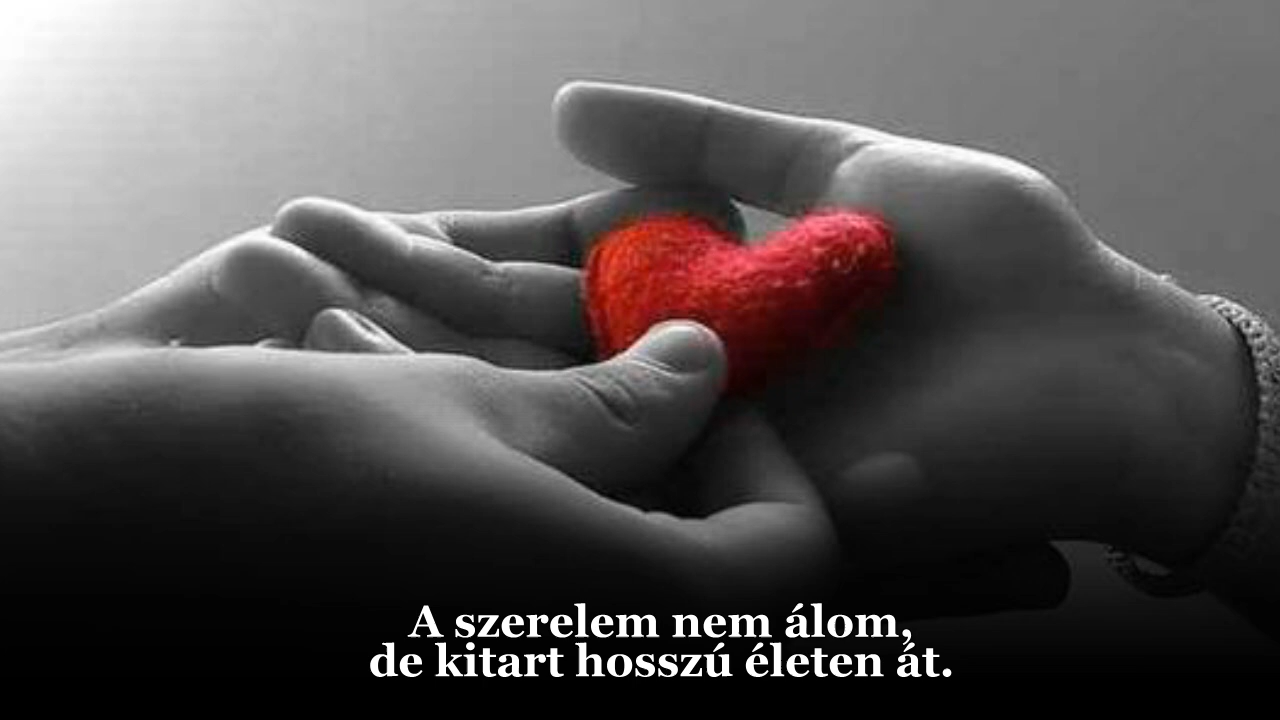 A szerelem nem álom,
de kitart hosszú életen át.